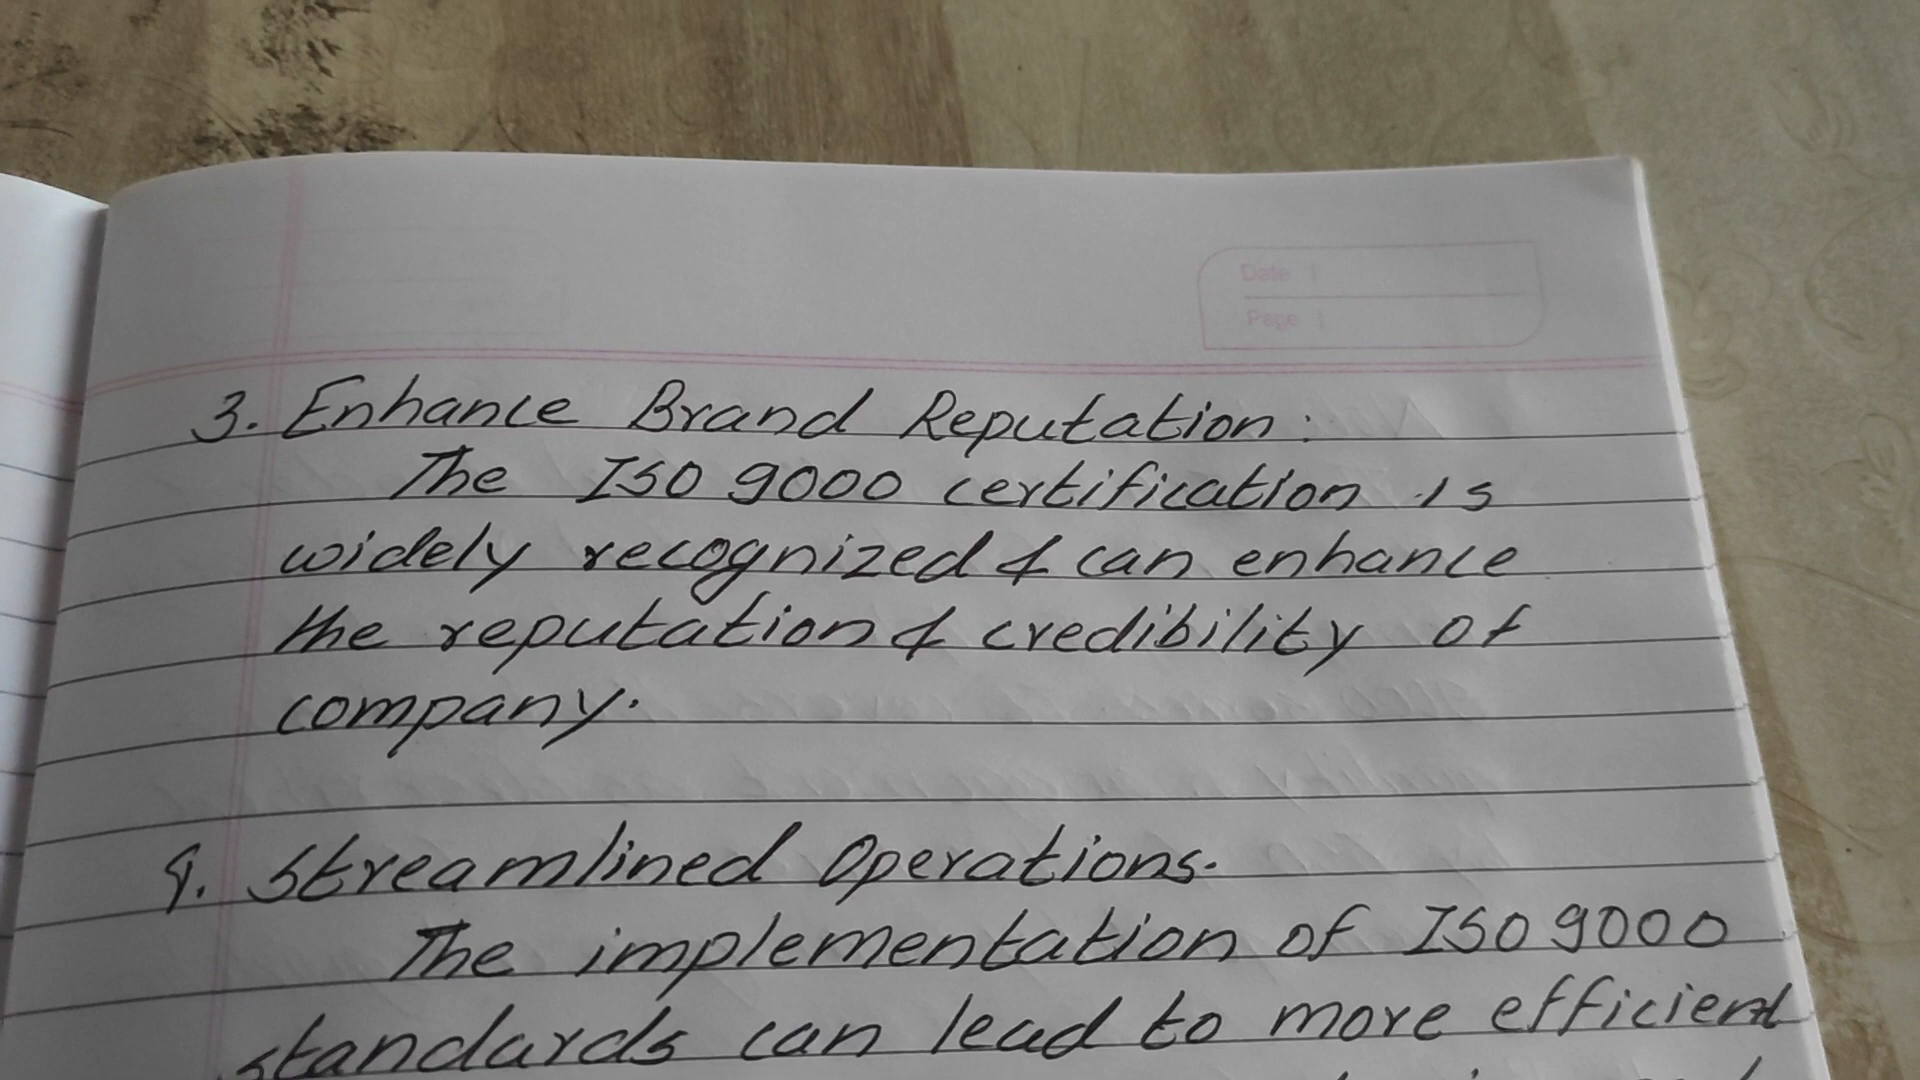 Date
Page
3. Enhance Brand Reputation:
The ISO 9000 certification is
widely recognized & can enhance
the reputation & credibility of
company.
4. Streamlined Operations.
The implementation of ISO 9000
standards can lead to more efficient